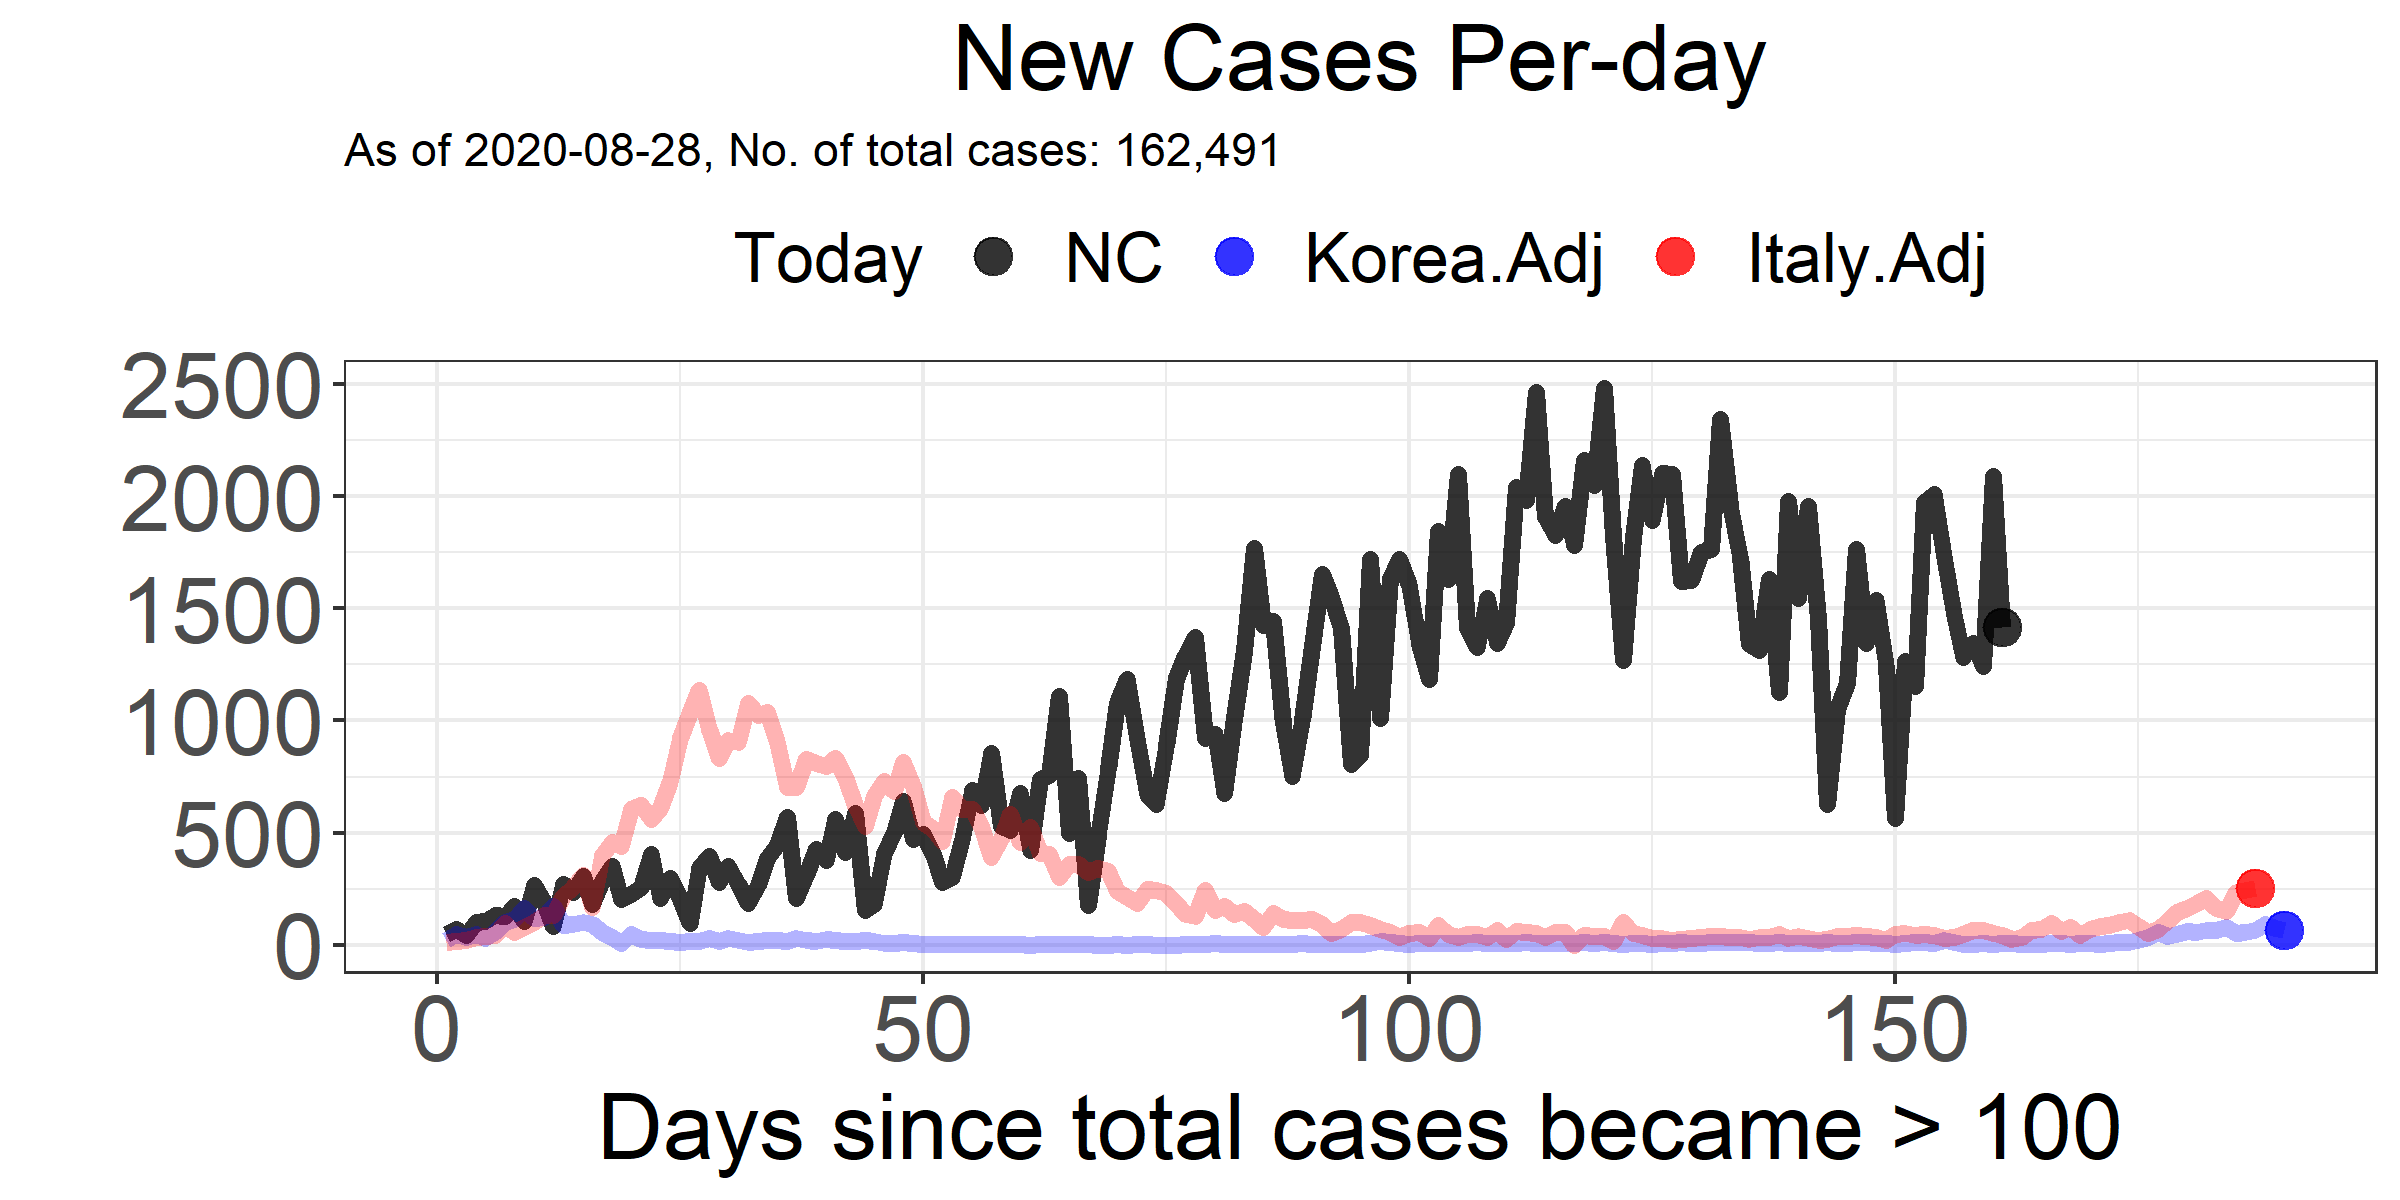 New Cases Per-day
As of 2020-08-28, No. of total cases: 162,491
Today NC Korea.Adj Italy.Adj
2500
2000
1500
1000
500
0
0 50 100 150
Days since total cases became > 100